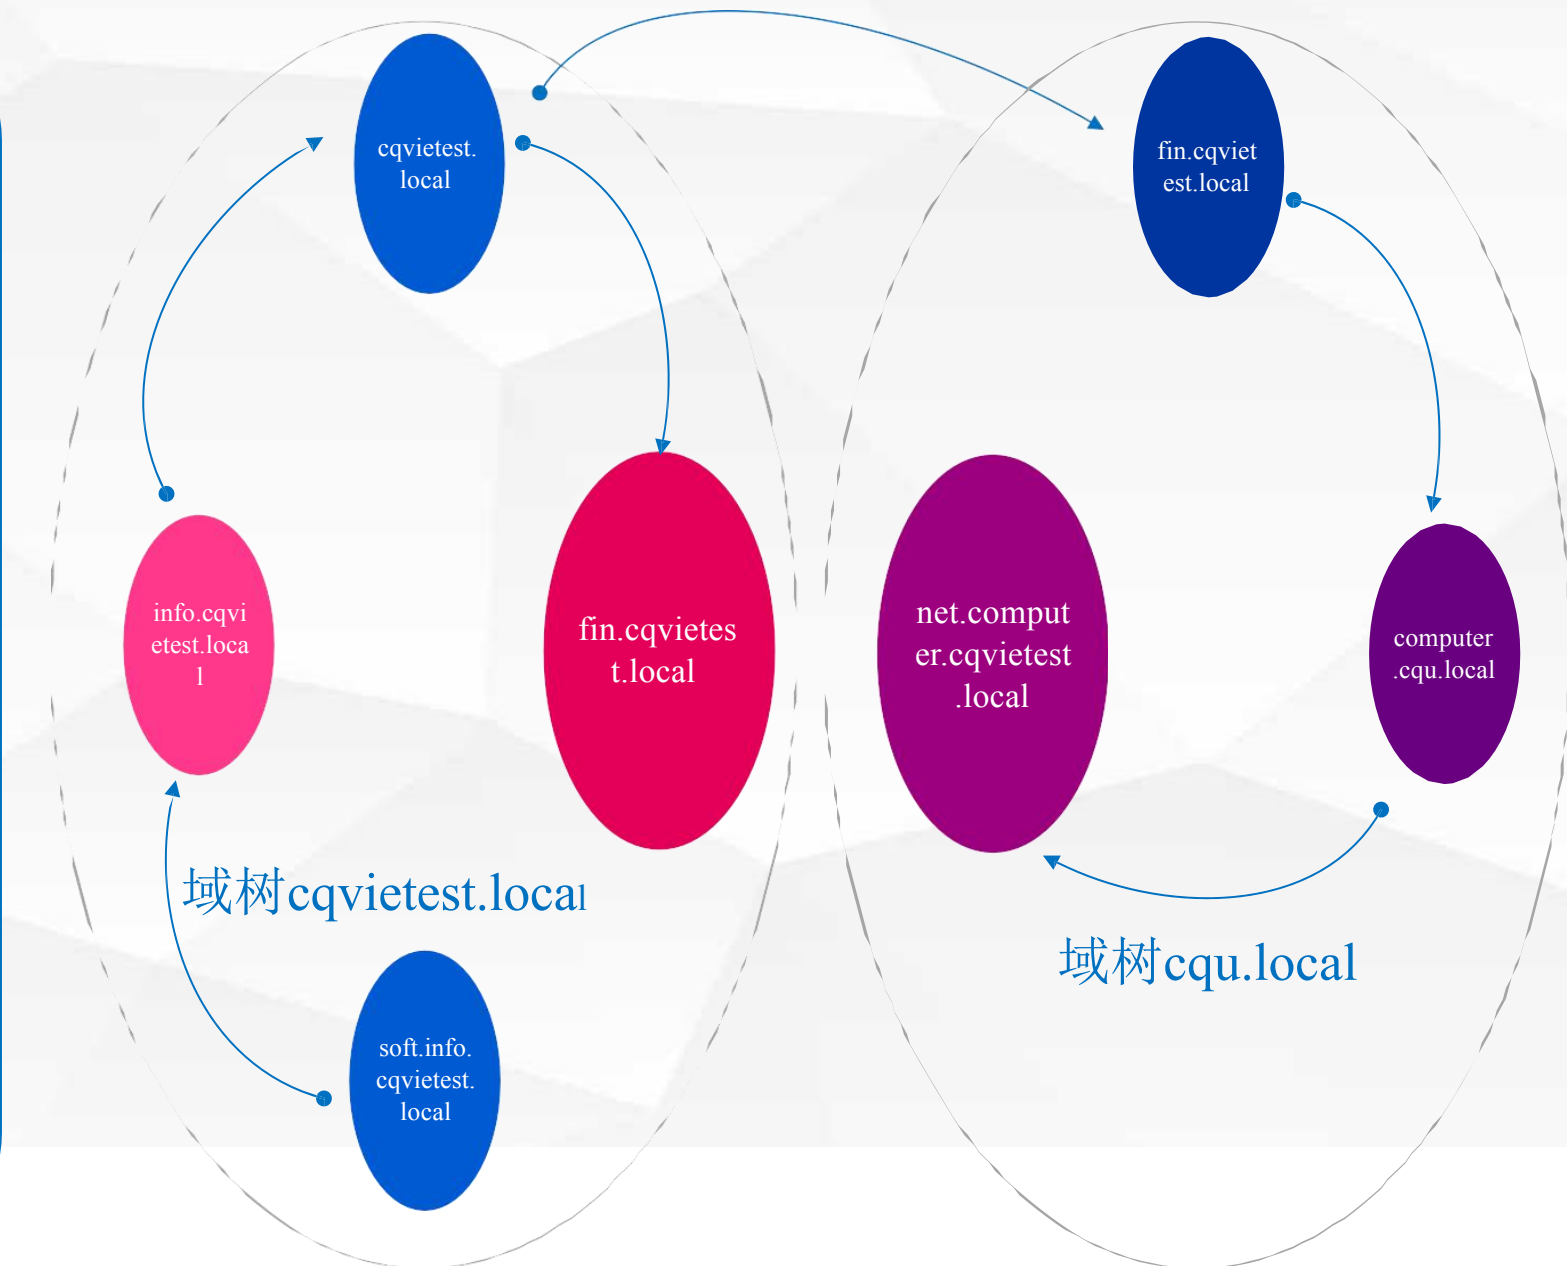 cqvietest.
local
fin.cqviet
est.local
info.cqvi
etest.loca
l
fin.cqvietes
t.local
net.comput
er.cqvietest
.local
computer
.cqu.local
域树cqvietest.local
域树cqu.local
soft.info.
cqvietest.
local